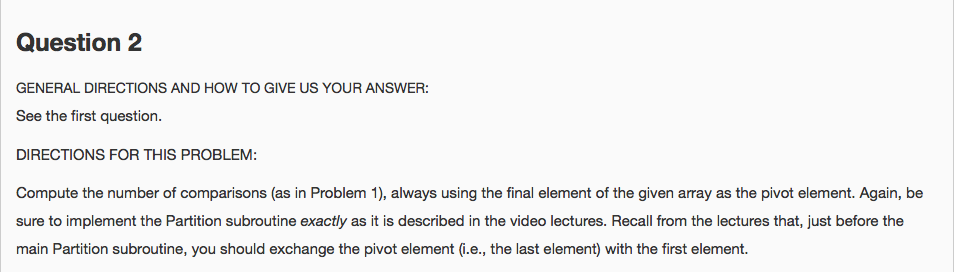 Question 2
GENERAL DIRECTIONS AND HOW TO GIVE US YOUR ANSWER:
See the first question.
DIRECTIONS FOR THIS PROBLEM:
Compute the number of comparisons (as in Problem 1), always using the final element of the given array as the pivot element. Again, be
sure to implement the Partition subroutine exactly as it is described in the video lectures. Recall from the lectures that, just before the
main Partition subroutine, you should exchange the pivot element (i.e., the last element) with the first element.